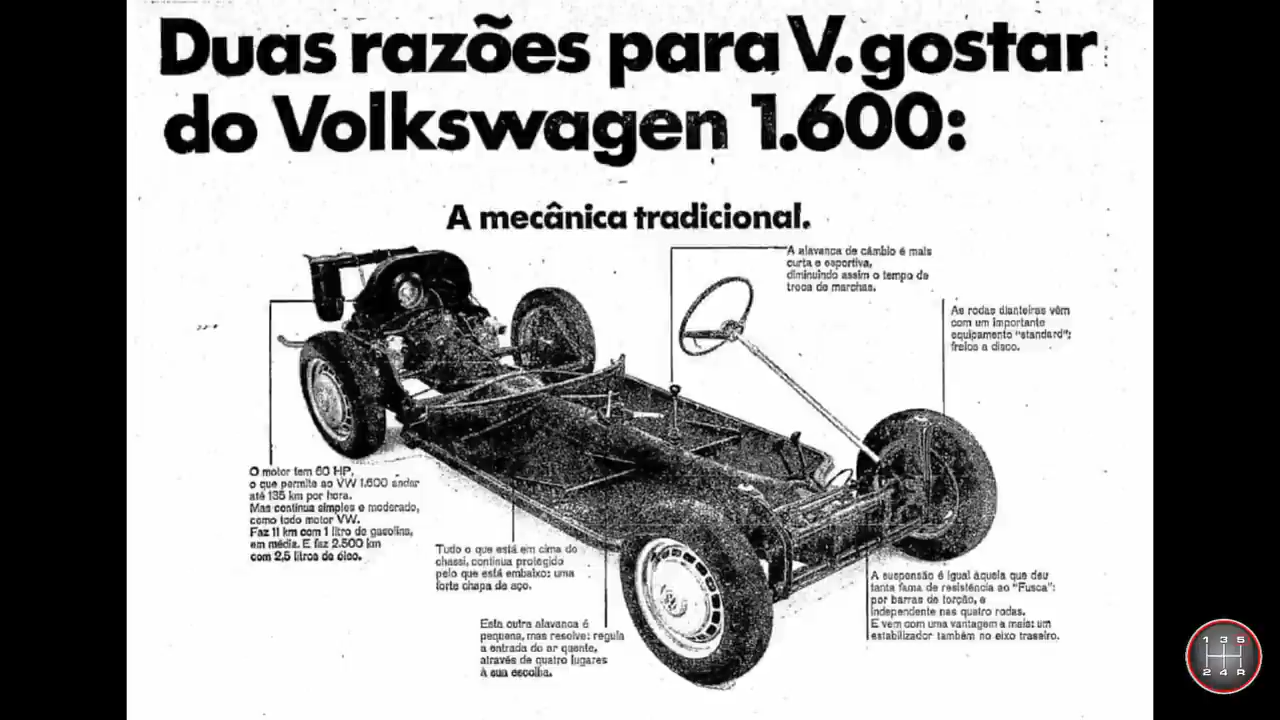 Duas razões para V. gostar
do Volkswagen 1.600:
A mecânica tradicional.
A alavanca de câmbio é mais
curta e esportiva,
diminuindo assim o tempo de
troca de marchas.
As rodas dianteiras vêm
com um importante
equipamento "standard":
freios a disco.
O motor tem 60 HP,
o que permite ao VW 1.600 andar
até 135 km por hora.
Mas continua simples e moderado,
como todo motor VW.
Faz 11 km com 1 litro de gasolina,
em média. E faz 2.500 km
com 2,5 litros de óleo.
Tudo o que está em cima do
chassi, continua protegido
pelo que está embaixo: uma
forte chapa de aço.
Esta outra alavanca é
pequena, mas resolve: regula
a entrada do ar quente,
através de quatro lugares
à sua escolha.
A suspensão é igual àquela que deu
tanta fama de resistência ao "Fusca":
por barras de torção, e
independente nas quatro rodas.
E vem com uma vantagem a mais: um
estabilizador também no eixo traseiro.
1 3 5
2 4 R